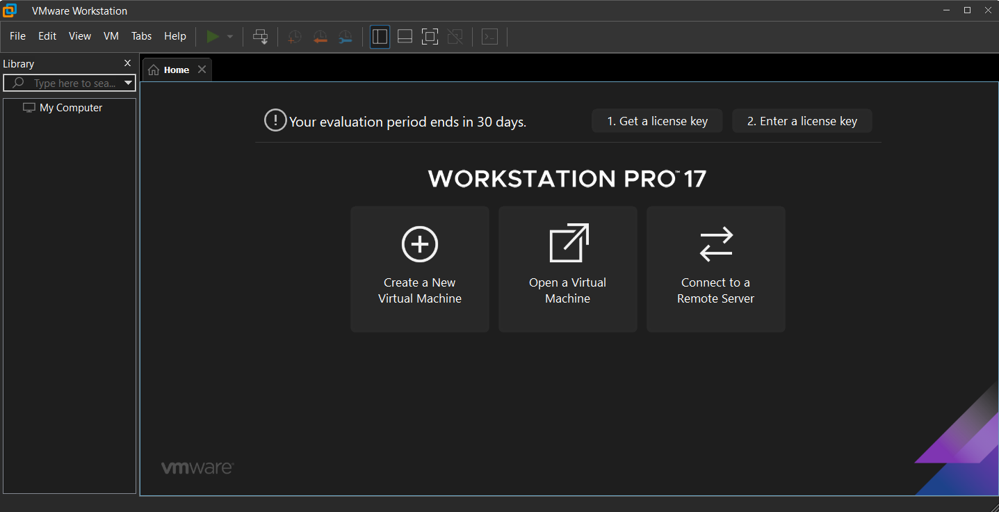 VMware Workstation
File Edit View VM Tabs Help
Library
Type here to sea...
My Computer
Home
Your evaluation period ends in 30 days.
1. Get a license key
2. Enter a license key
WORKSTATION PRO™ 17
Create a New
Virtual Machine
Open a Virtual
Machine
Connect to a
Remote Server
vmware®